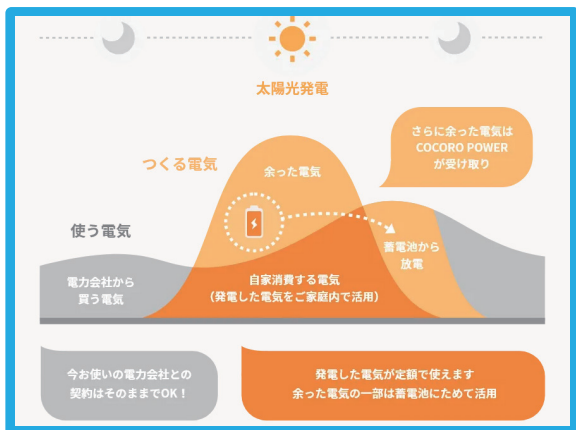 太陽光発電
さらに余った電気は
COCORO POWER
が受け取り
つくる電気
余った電気
使う電気
蓄電池から
放電
電力会社から
買う電気
自家消費する電気
（発電した電気をご家庭内で活用）
今お使いの電力会社との
契約はそのままでOK！
発電した電気が定額で使えます
余った電気の一部は蓄電池にためて活用